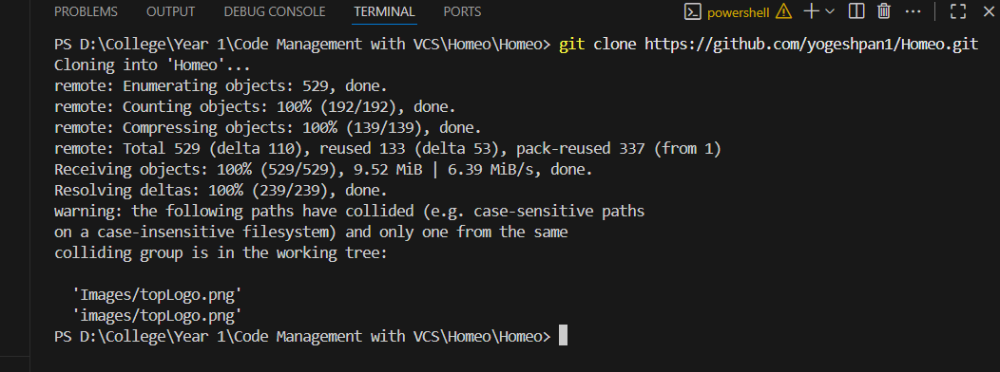 PROBLEMS OUTPUT DEBUG CONSOLE TERMINAL PORTS powershell
PS D:\College\Year 1\Code Management with VCS\Homeo\Homeo> git clone https://github.com/yogeshpan1/Homeo.git
Cloning into 'Homeo'...
remote: Enumerating objects: 529, done.
remote: Counting objects: 100% (192/192), done.
remote: Compressing objects: 100% (139/139), done.
remote: Total 529 (delta 110), reused 133 (delta 53), pack-reused 337 (from 1)
Receiving objects: 100% (529/529), 9.52 MiB | 6.39 MiB/s, done.
Resolving deltas: 100% (239/239), done.
warning: the following paths have collided (e.g. case-sensitive paths
on a case-insensitive filesystem) and only one from the same
colliding group is in the working tree:
'Images/topLogo.png'
'images/topLogo.png'
PS D:\College\Year 1\Code Management with VCS\Homeo\Homeo>